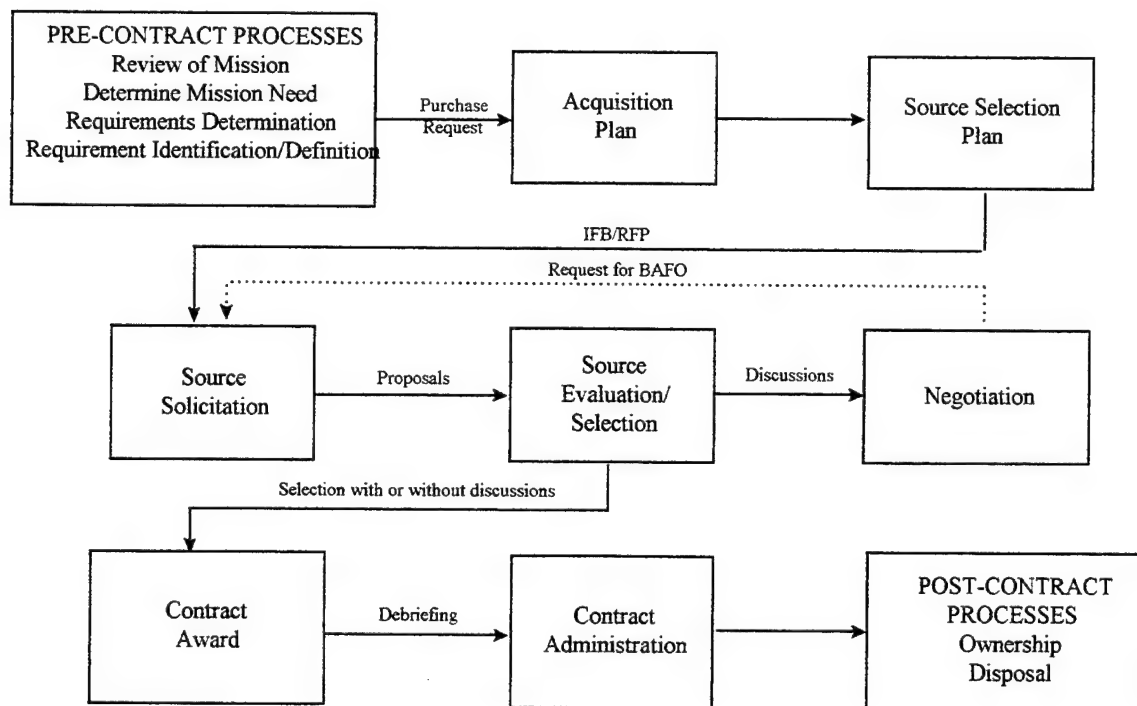 PRE-CONTRACT PROCESSES
Review of Mission
Determine Mission Need
Requirements Determination
Requirement Identification/Definition
Purchase
Request
Acquisition
Plan
Source Selection
Plan
IFB/RFP
Request for BAFO
Source
Solicitation
Proposals
Source
Evaluation/
Selection
Discussions
Negotiation
Selection with or without discussions
Contract
Award
Debriefing
Contract
Administration
POST-CONTRACT
PROCESSES
Ownership
Disposal